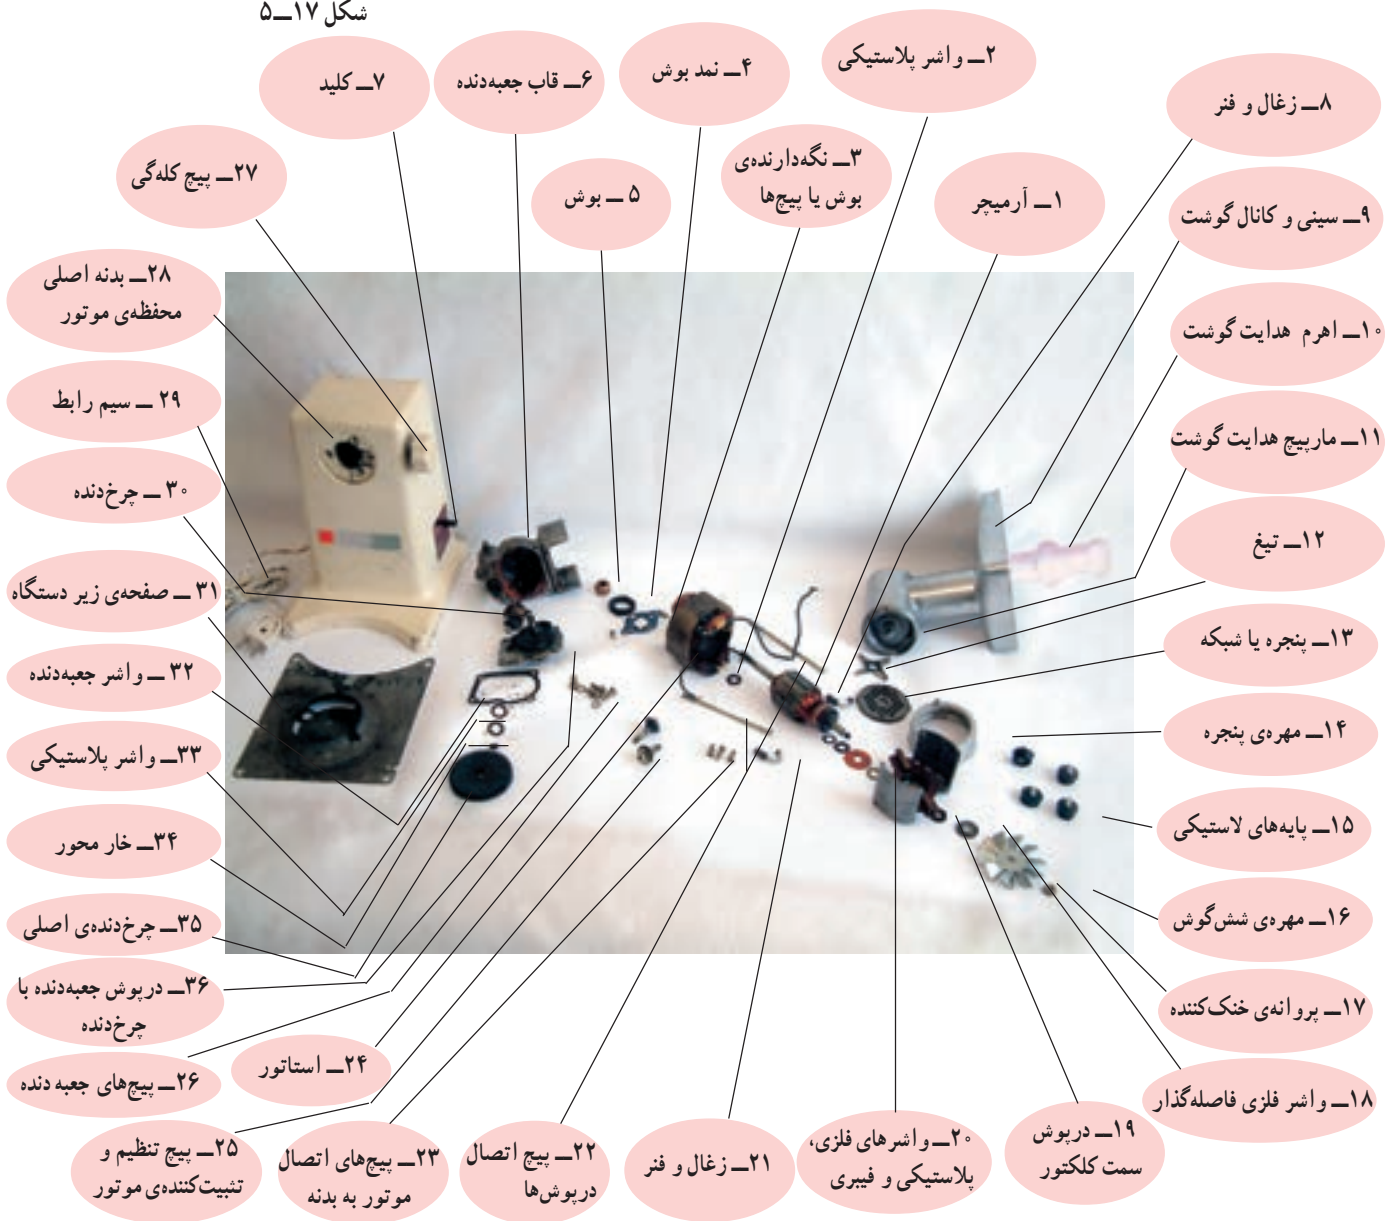 شکل ۱۷ــ۵
۱ــ آرمیچر
۲ــ واشر پلاستیکی
۳ــ نگه‌دارنده‌ی
بوش یا پیچ‌ها
۴ــ نمد بوش
۵ ــ بوش
۶ــ قاب جعبه‌دنده
۷ــ کلید
۸ــ زغال و فنر
۹ــ سینی و کانال گوشت
۱۰ــ اهرم هدایت گوشت
۱۱ــ مارپیچ هدایت گوشت
۱۲ــ تیغ
۱۳ــ پنجره یا شبکه
۱۴ــ مهره‌ی پنجره
۱۵ــ پایه‌های لاستیکی
۱۶ــ مهره‌ی شش‌گوش
۱۷ــ پروانه‌ی خنک‌کننده
۱۸ــ واشر فلزی فاصله‌گذار
۱۹ــ درپوش
سمت کلکتور
۲۰ــ واشرهای فلزی،
پلاستیکی و فیبری
۲۱ــ زغال و فنر
۲۲ــ پیچ اتصال
درپوش‌ها
۲۳ــ پیچ‌های اتصال
موتور به بدنه
۲۴ــ استاتور
۲۵ــ پیچ تنظیم و
تثبیت‌کننده‌ی موتور
۲۶ــ پیچ‌های جعبه دنده
۲۷ــ پیچ کله‌گی
۲۸ــ بدنه اصلی
محفظه‌ی موتور
۲۹ ــ سیم رابط
۳۰ ــ چرخ‌دنده
۳۱ ــ صفحه‌ی زیر دستگاه
۳۲ ــ واشر جعبه‌دنده
۳۳ــ واشر پلاستیکی
۳۴ــ خار محور
۳۵ــ چرخ‌دنده‌ی اصلی
۳۶ــ درپوش جعبه‌دنده با
چرخ‌دنده